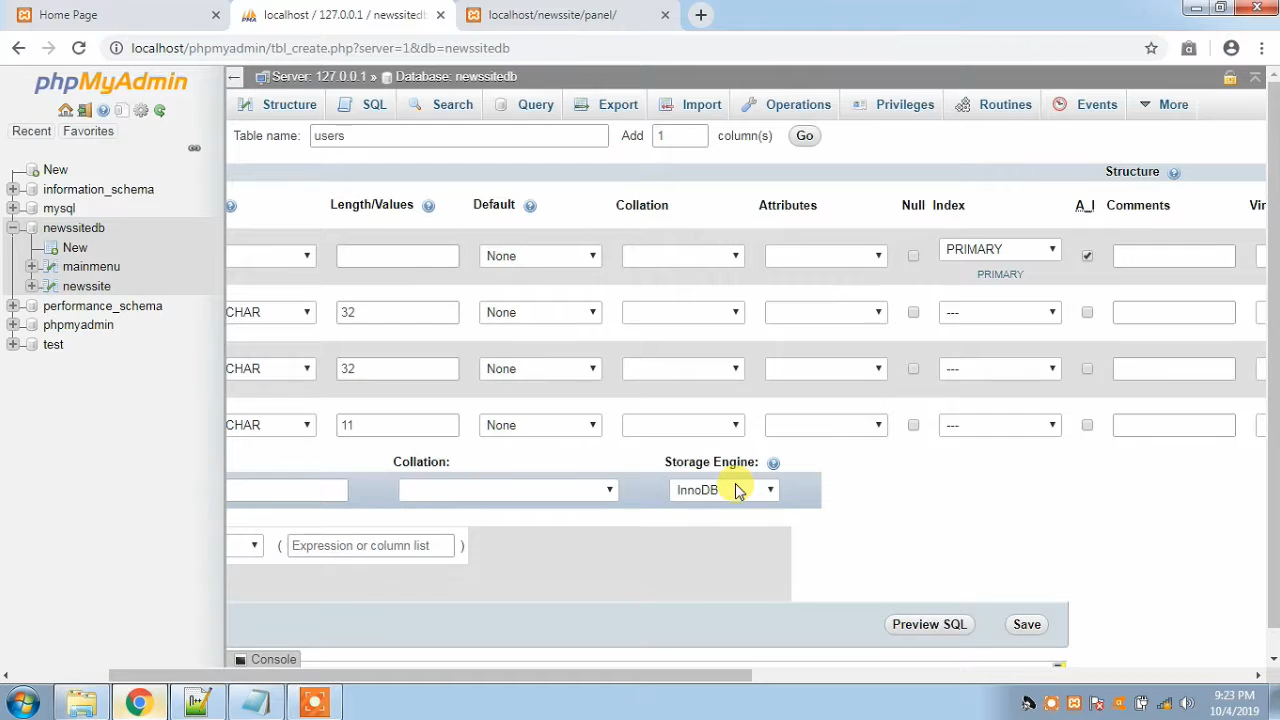 Home Page
localhost / 127.0.0.1 / newssitedb
localhost/newssite/panel/
localhost/phpmyadmin/tbl_create.php?server=1&db=newssitedb
phpMyAdmin
Recent Favorites
New
information_schema
mysql
newssitedb
New
mainmenu
newssite
performance_schema
phpmyadmin
test
Server: 127.0.0.1 » Database: newssitedb
Structure SQL Search Query Export Import Operations Privileges Routines Events More
Table name: users Add 1 column(s) Go
Structure
Length/Values Default Collation Attributes Null Index A_I Comments Vir
None PRIMARY
PRIMARY
CHAR 32 None ---
CHAR 32 None ---
CHAR 11 None ---
Collation: Storage Engine:
InnoDB
( Expression or column list )
Preview SQL Save
Console
9:23 PM
10/4/2019